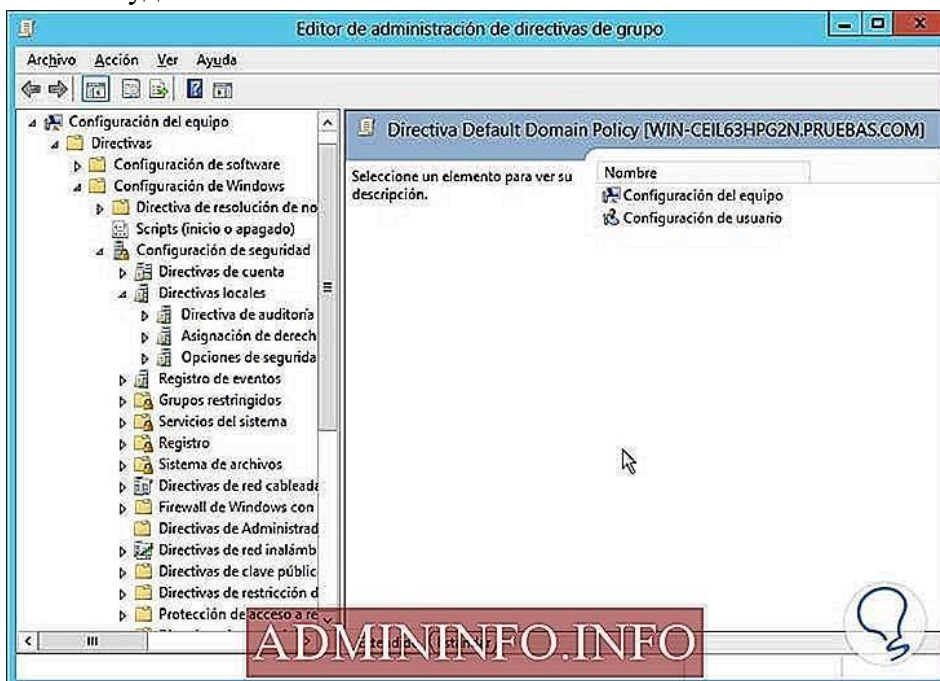 Editor de administración de directivas de grupo
Archivo Acción Ver Ayuda
Configuración del equipo
Directivas
Configuración de software
Configuración de Windows
Directiva de resolución de no
Scripts (inicio o apagado)
Configuración de seguridad
Directivas de cuenta
Directivas locales
Directiva de auditoría
Asignación de derech
Opciones de segurida
Registro de eventos
Grupos restringidos
Servicios del sistema
Registro
Sistema de archivos
Directivas de red cableada
Firewall de Windows con
Directivas de Administrad
Directivas de red inalámb
Directivas de clave públic
Directivas de restricción d
Protección de acceso a re
Directiva Default Domain Policy [WIN-CEIL63HPG2N.PRUEBAS.COM]
Seleccione un elemento para ver su
descripción.
Nombre
Configuración del equipo
Configuración de usuario
ADMININFO.INFO